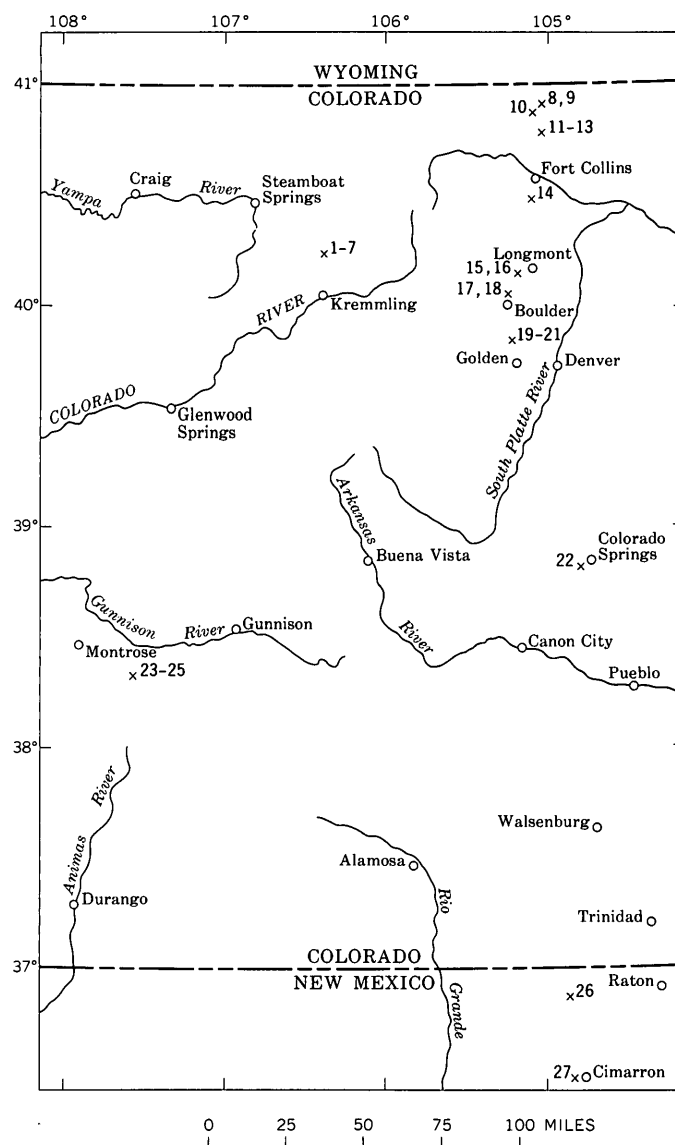 108°
107°
106°
105°
41°
WYOMING
COLORADO
10
8,9
11-13
Fort Collins
14
Craig
Yampa
River
Steamboat
Springs
1-7
Longmont
15,16
17,18
40°
Kremmling
RIVER
Boulder
19-21
Golden
Denver
COLORADO
Glenwood
Springs
South Platte River
Arkansas
39°
Colorado
Springs
22
Buena Vista
Gunnison
River
Gunnison
River
Montrose
23-25
Canon City
Pueblo
38°
Animas River
Walsenburg
Alamosa
Rio
Durango
Trinidad
37°
COLORADO
NEW MEXICO
Grande
Raton
26
27
Cimarron
0 25 50 75 100 MILES